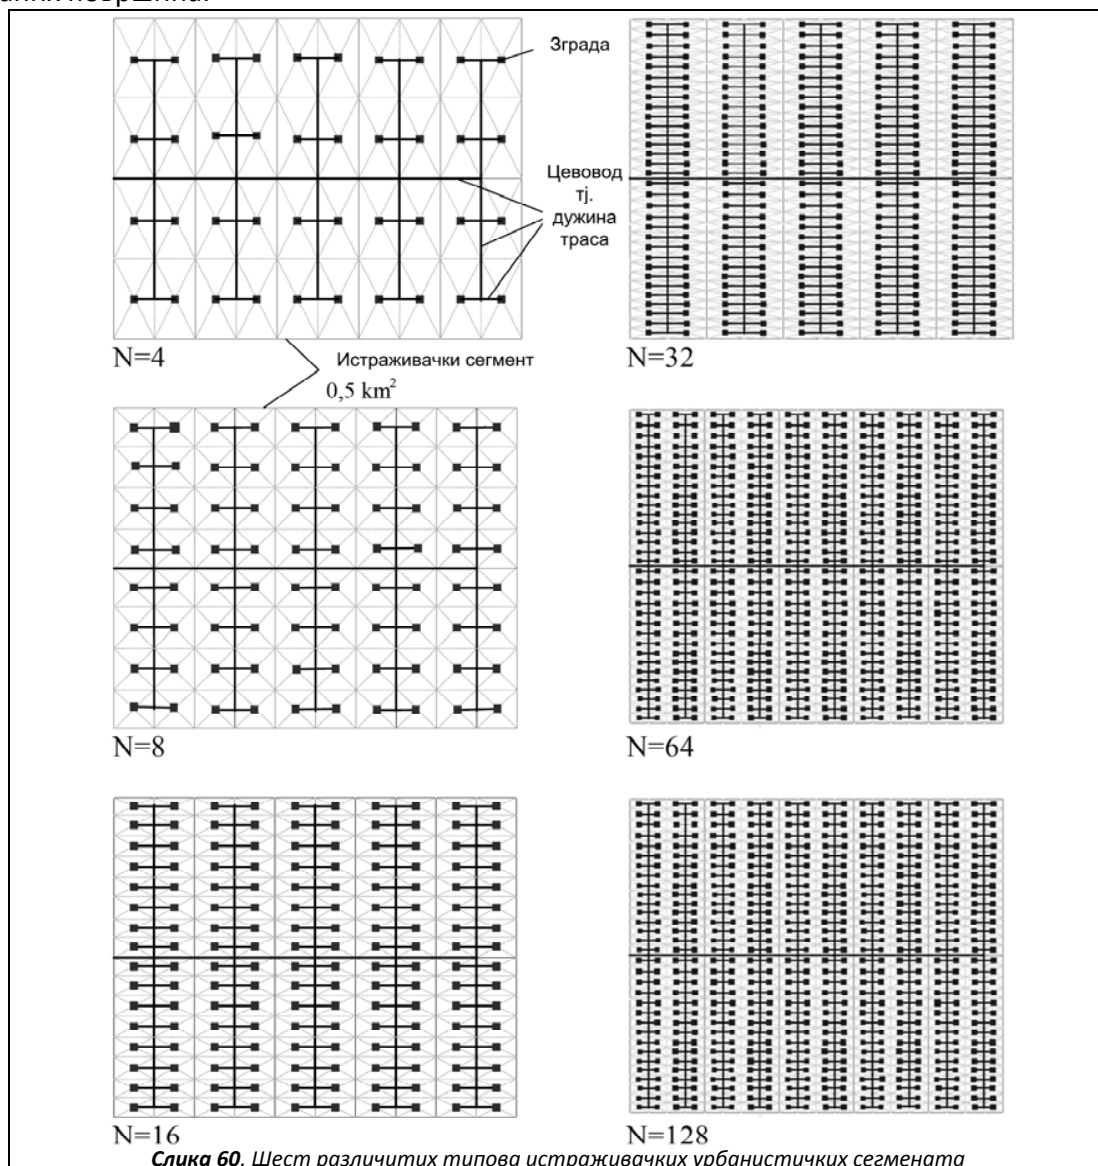 Зграда
Цевовод
тј.
дужина
траса
N=4
N=32
Истраживачки сегмент
0,5 km²
N=8
N=64
N=16
N=128
Слика 60. Шест различитих типова истраживачких урбанистичких сегмената